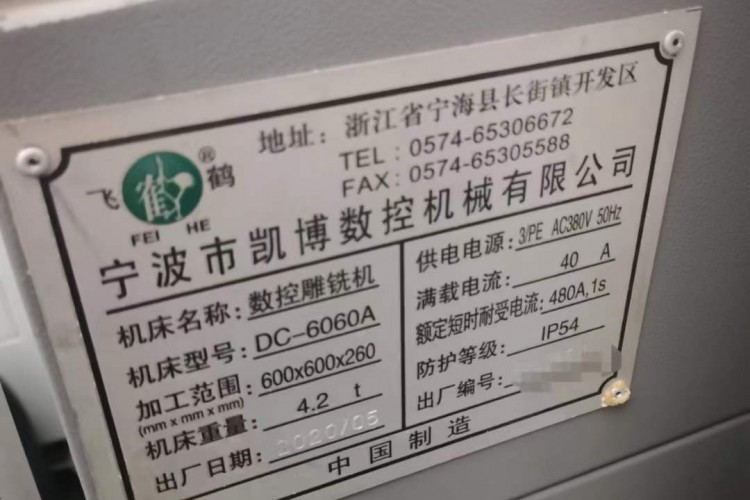 飞 鹤®
鹤
FEI HE
地址: 浙江省宁海县长街镇开发区
TEL : 0574-65306672
FAX : 0574-65305588
宁波市凯博数控机械有限公司
机床名称: 数控雕铣机
机床型号: DC-6060A
加工范围: 600x600x260
(mm x mm x mm)
机床重量: 4.2 t
出厂日期: 2020/05
供电电源: 3/PE AC380V 50Hz
满载电流: 40 A
额定短时耐受电流: 480A,1s
防护等级: IP54
出厂编号:
中国制造